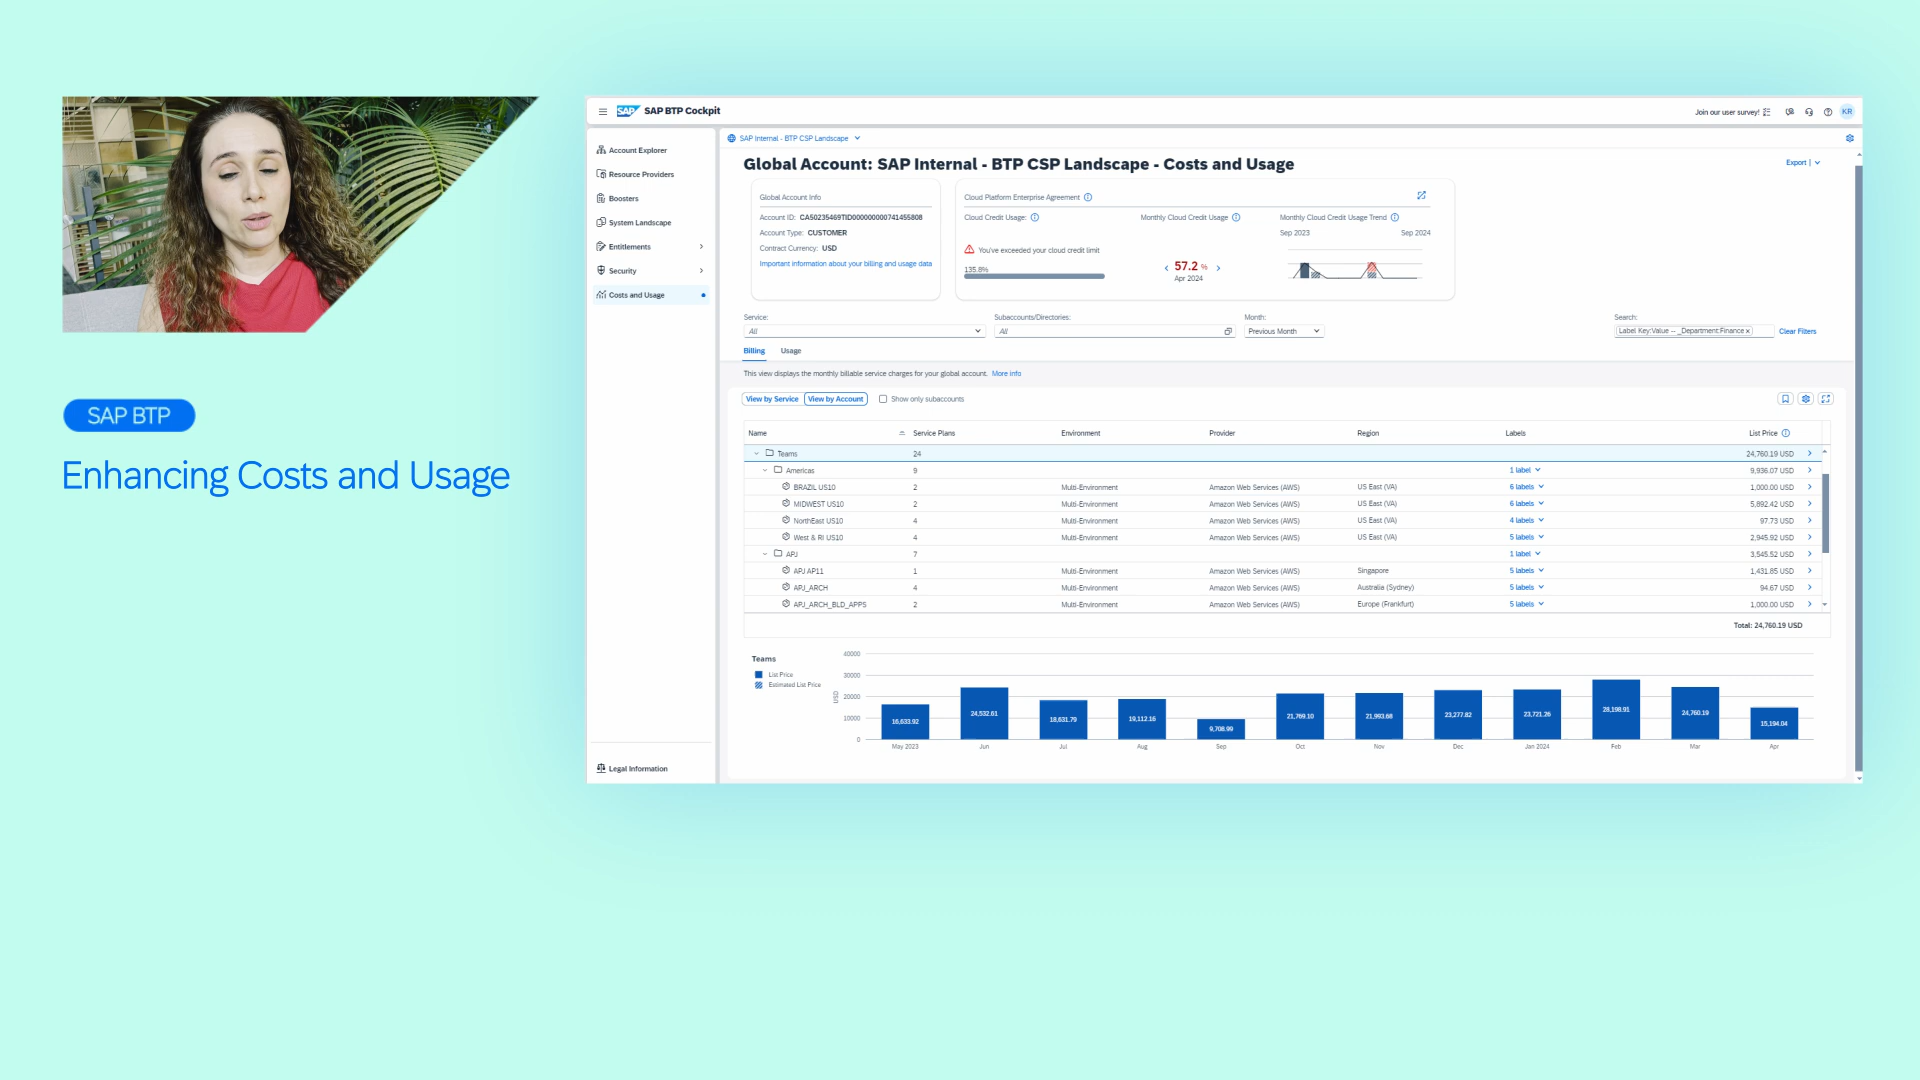 SAP BTP
Enhancing Costs and Usage
SAP SAP BTP Cockpit
Join our user survey!
KR
Account Explorer
Resource Providers
Boosters
System Landscape
Entitlements
Security
Costs and Usage
Legal Information
SAP Internal - BTP CSP Landscape
Global Account: SAP Internal - BTP CSP Landscape - Costs and Usage
Export |
Global Account Info
Account ID: CA50235469TID000000000741455808
Account Type: CUSTOMER
Contract Currency: USD
Important information about your billing and usage data
Cloud Platform Enterprise Agreement
Cloud Credit Usage:
Monthly Cloud Credit Usage
Monthly Cloud Credit Usage Trend
Sep 2023 Sep 2024
You've exceeded your cloud credit limit
135.8%
57.2 %
Apr 2024
Service: Subaccounts/Directories: Month: Search:
All All Previous Month Label Key:Value -- _Department:Finance × Clear Filters
Billing Usage
This view displays the monthly billable service charges for your global account. More info
View by Service View by Account Show only subaccounts
Name Service Plans Environment Provider Region Labels List Price
Teams 24 24,760.19 USD
Americas 9 1 label 9,936.07 USD
BRAZIL US10 2 Multi-Environment Amazon Web Services (AWS) US East (VA) 6 labels 1,000.00 USD
MIDWEST US10 2 Multi-Environment Amazon Web Services (AWS) US East (VA) 6 labels 5,892.42 USD
NorthEast US10 4 Multi-Environment Amazon Web Services (AWS) US East (VA) 4 labels 97.73 USD
West & RI US10 4 Multi-Environment Amazon Web Services (AWS) US East (VA) 5 labels 2,945.92 USD
APJ 7 1 label 3,545.52 USD
APJ AP11 1 Multi-Environment Amazon Web Services (AWS) Singapore 5 labels 1,431.85 USD
APJ_ARCH 4 Multi-Environment Amazon Web Services (AWS) Australia (Sydney) 5 labels 94.67 USD
APJ_ARCH_BLD_APPS 2 Multi-Environment Amazon Web Services (AWS) Europe (Frankfurt) 5 labels 1,000.00 USD
Total: 24,760.19 USD
Teams
List Price
Estimated List Price
USD
40000
30000
20000
10000
0
16,633.92 24,532.61 18,631.79 19,112.16 9,708.99 21,769.10 21,993.68 23,277.82 23,721.26 28,198.91 24,760.19 15,194.04
May 2023 Jun Jul Aug Sep Oct Nov Dec Jan 2024 Feb Mar Apr